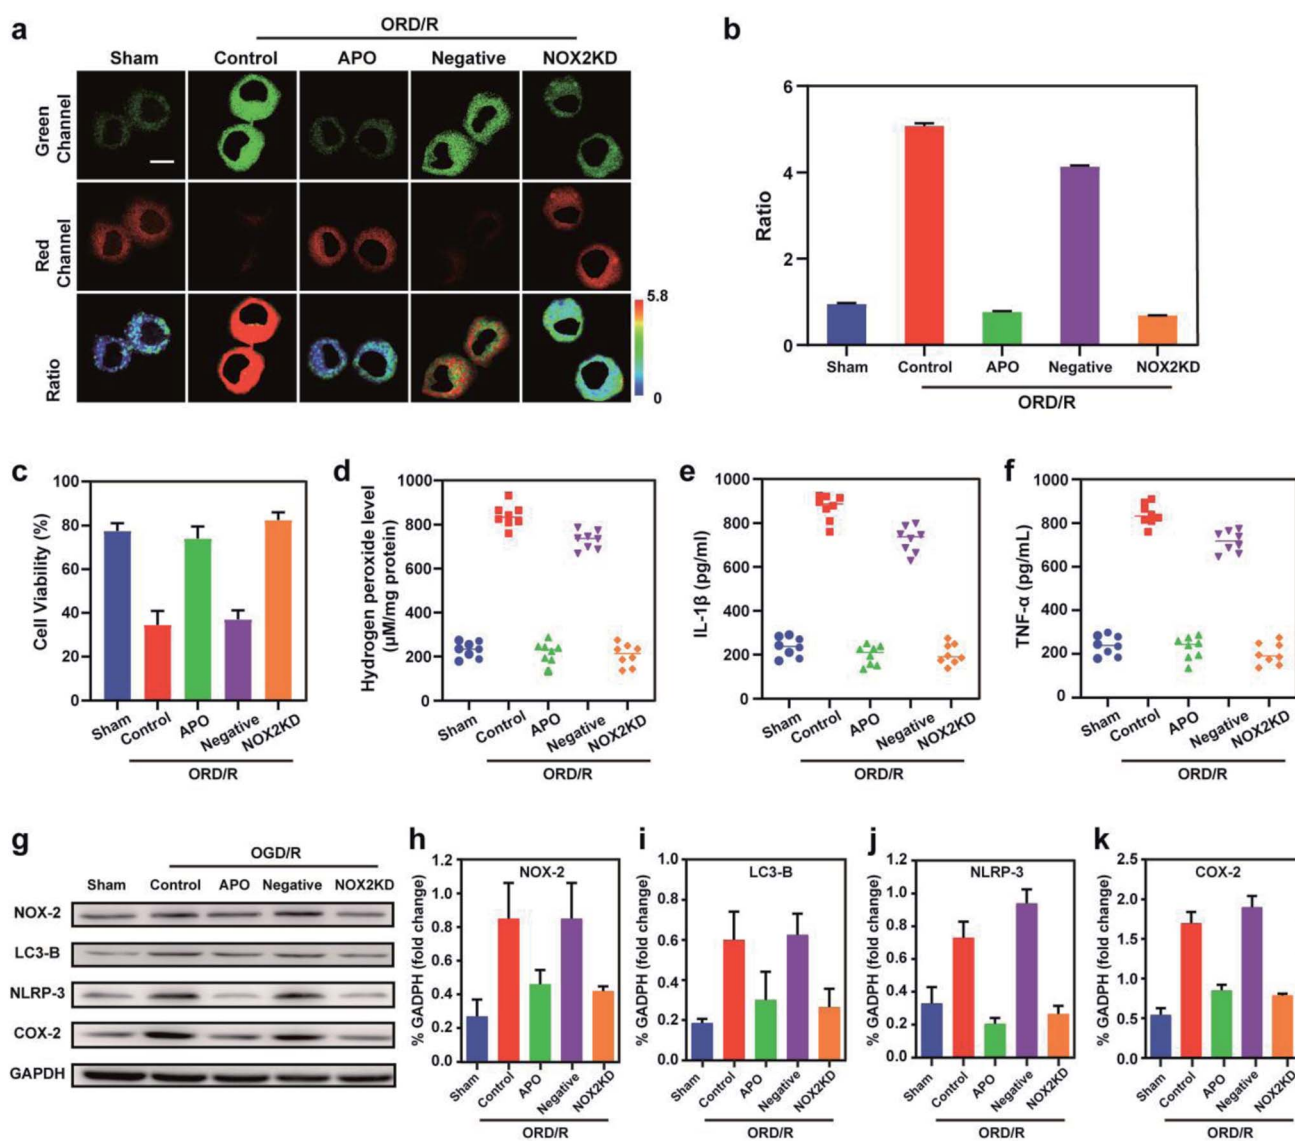 a
ORD/R
Sham Control APO Negative NOX2KD
Green Channel
Red Channel
Ratio
5.8
0
b
Ratio
6
4
2
0
Sham Control APO Negative NOX2KD
ORD/R
c
Cell Viability (%)
100
80
60
40
20
0
Sham Control APO Negative NOX2KD
ORD/R
d
Hydrogen peroxide level
(μM/mg protein)
1000
800
600
400
200
0
Sham Control APO Negative NOX2KD
ORD/R
e
IL-1β (pg/ml)
1000
800
600
400
200
0
Sham Control APO Negative NOX2KD
ORD/R
f
TNF-α (pg/mL)
1000
800
600
400
200
0
Sham Control APO Negative NOX2KD
ORD/R
g
OGD/R
Sham Control APO Negative NOX2KD
NOX-2
LC3-B
NLRP-3
COX-2
GAPDH
h
NOX-2
% GADPH (fold change)
1.2
1.0
0.8
0.6
0.4
0.2
0.0
Sham Control APO Negative NOX2KD
ORD/R
i
LC3-B
% GADPH (fold change)
1.0
0.8
0.6
0.4
0.2
0.0
Sham Control APO Negative NOX2KD
ORD/R
j
NLRP-3
% GADPH (fold change)
1.2
1.0
0.8
0.6
0.4
0.2
0.0
Sham Control APO Negative NOX2KD
ORD/R
k
COX-2
% GADPH (fold change)
2.5
2.0
1.5
1.0
0.5
0.0
Sham Control APO Negative NOX2KD
ORD/R